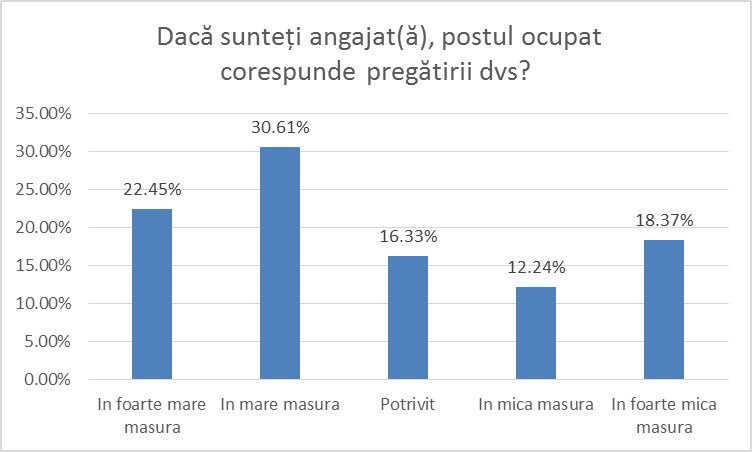 Dacă sunteți angajat(ă), postul ocupat
corespunde pregătirii dvs?
35.00%
30.00%
25.00%
20.00%
15.00%
10.00%
5.00%
0.00%
22.45%
30.61%
16.33%
12.24%
18.37%
In foarte mare
masura
In mare masura
Potrivit
In mica masura
In foarte mica
masura